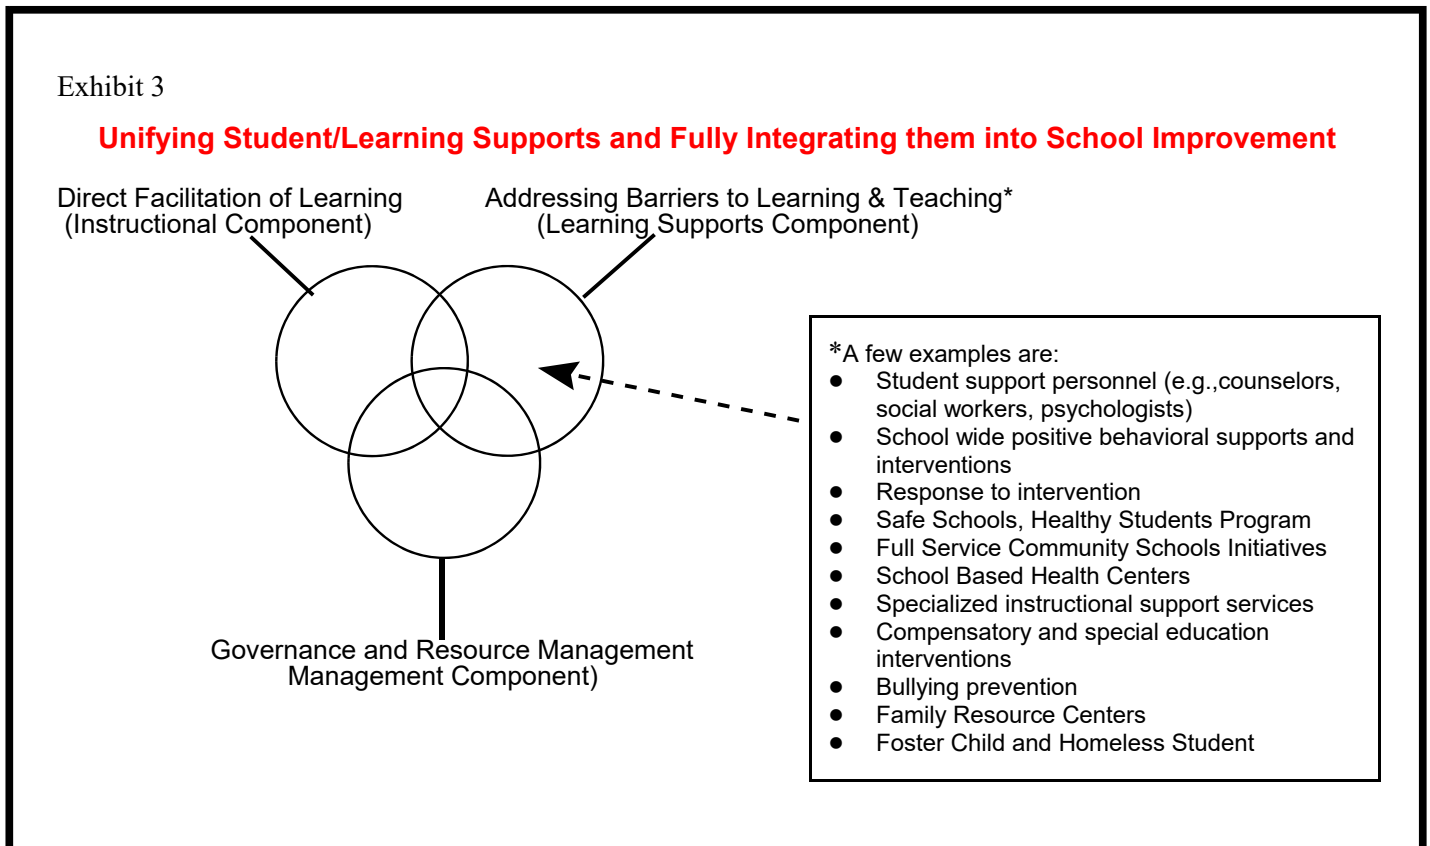 Exhibit 3
Unifying Student/Learning Supports and Fully Integrating them into School Improvement
Direct Facilitation of Learning
(Instructional Component)
Addressing Barriers to Learning & Teaching*
(Learning Supports Component)
*A few examples are:
● Student support personnel (e.g.,counselors,
social workers, psychologists)
● School wide positive behavioral supports and
interventions
● Response to intervention
● Safe Schools, Healthy Students Program
● Full Service Community Schools Initiatives
● School Based Health Centers
● Specialized instructional support services
● Compensatory and special education
interventions
● Bullying prevention
● Family Resource Centers
● Foster Child and Homeless Student
Governance and Resource Management
Management Component)